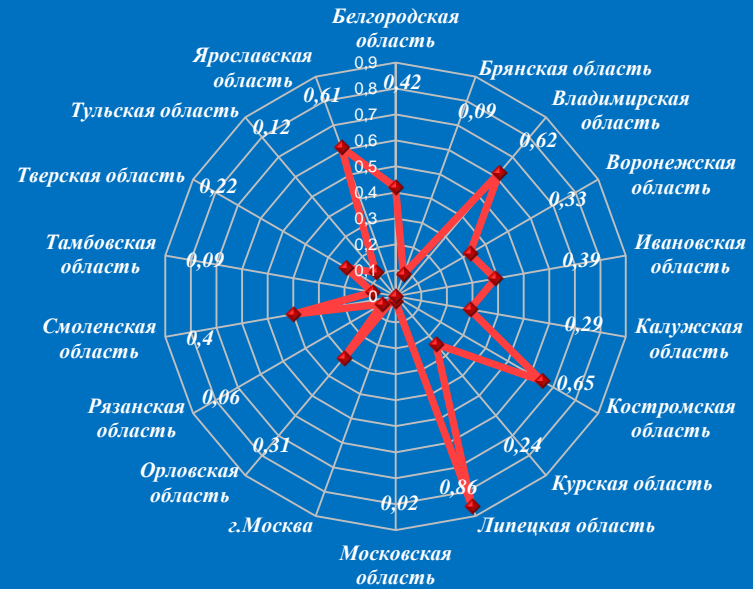 Белгородская
область
0,42
Брянская область
0,09
Владимирская
область
0,62
Воронежская
область
0,33
Ивановская
область
0,39
Калужская
область
0,29
Костромская
область
0,65
Курская область
0,24
Липецкая область
0,86
Московская
область
0,02
г.Москва
Орловская
область
0,31
Рязанская
область
0,06
Смоленская
область
0,4
Тамбовская
область
0,09
Тверская область
0,22
Тульская область
0,12
Ярославская
область
0,61
0,9
0,8
0,7
0,6
0,5
0,4
0,3
0,2
0,1
0